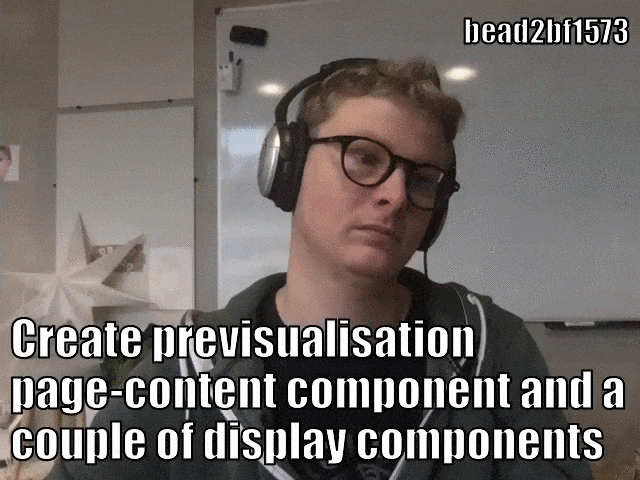 bead2bf1573
Create previsualisation
page-content component and a
couple of display components